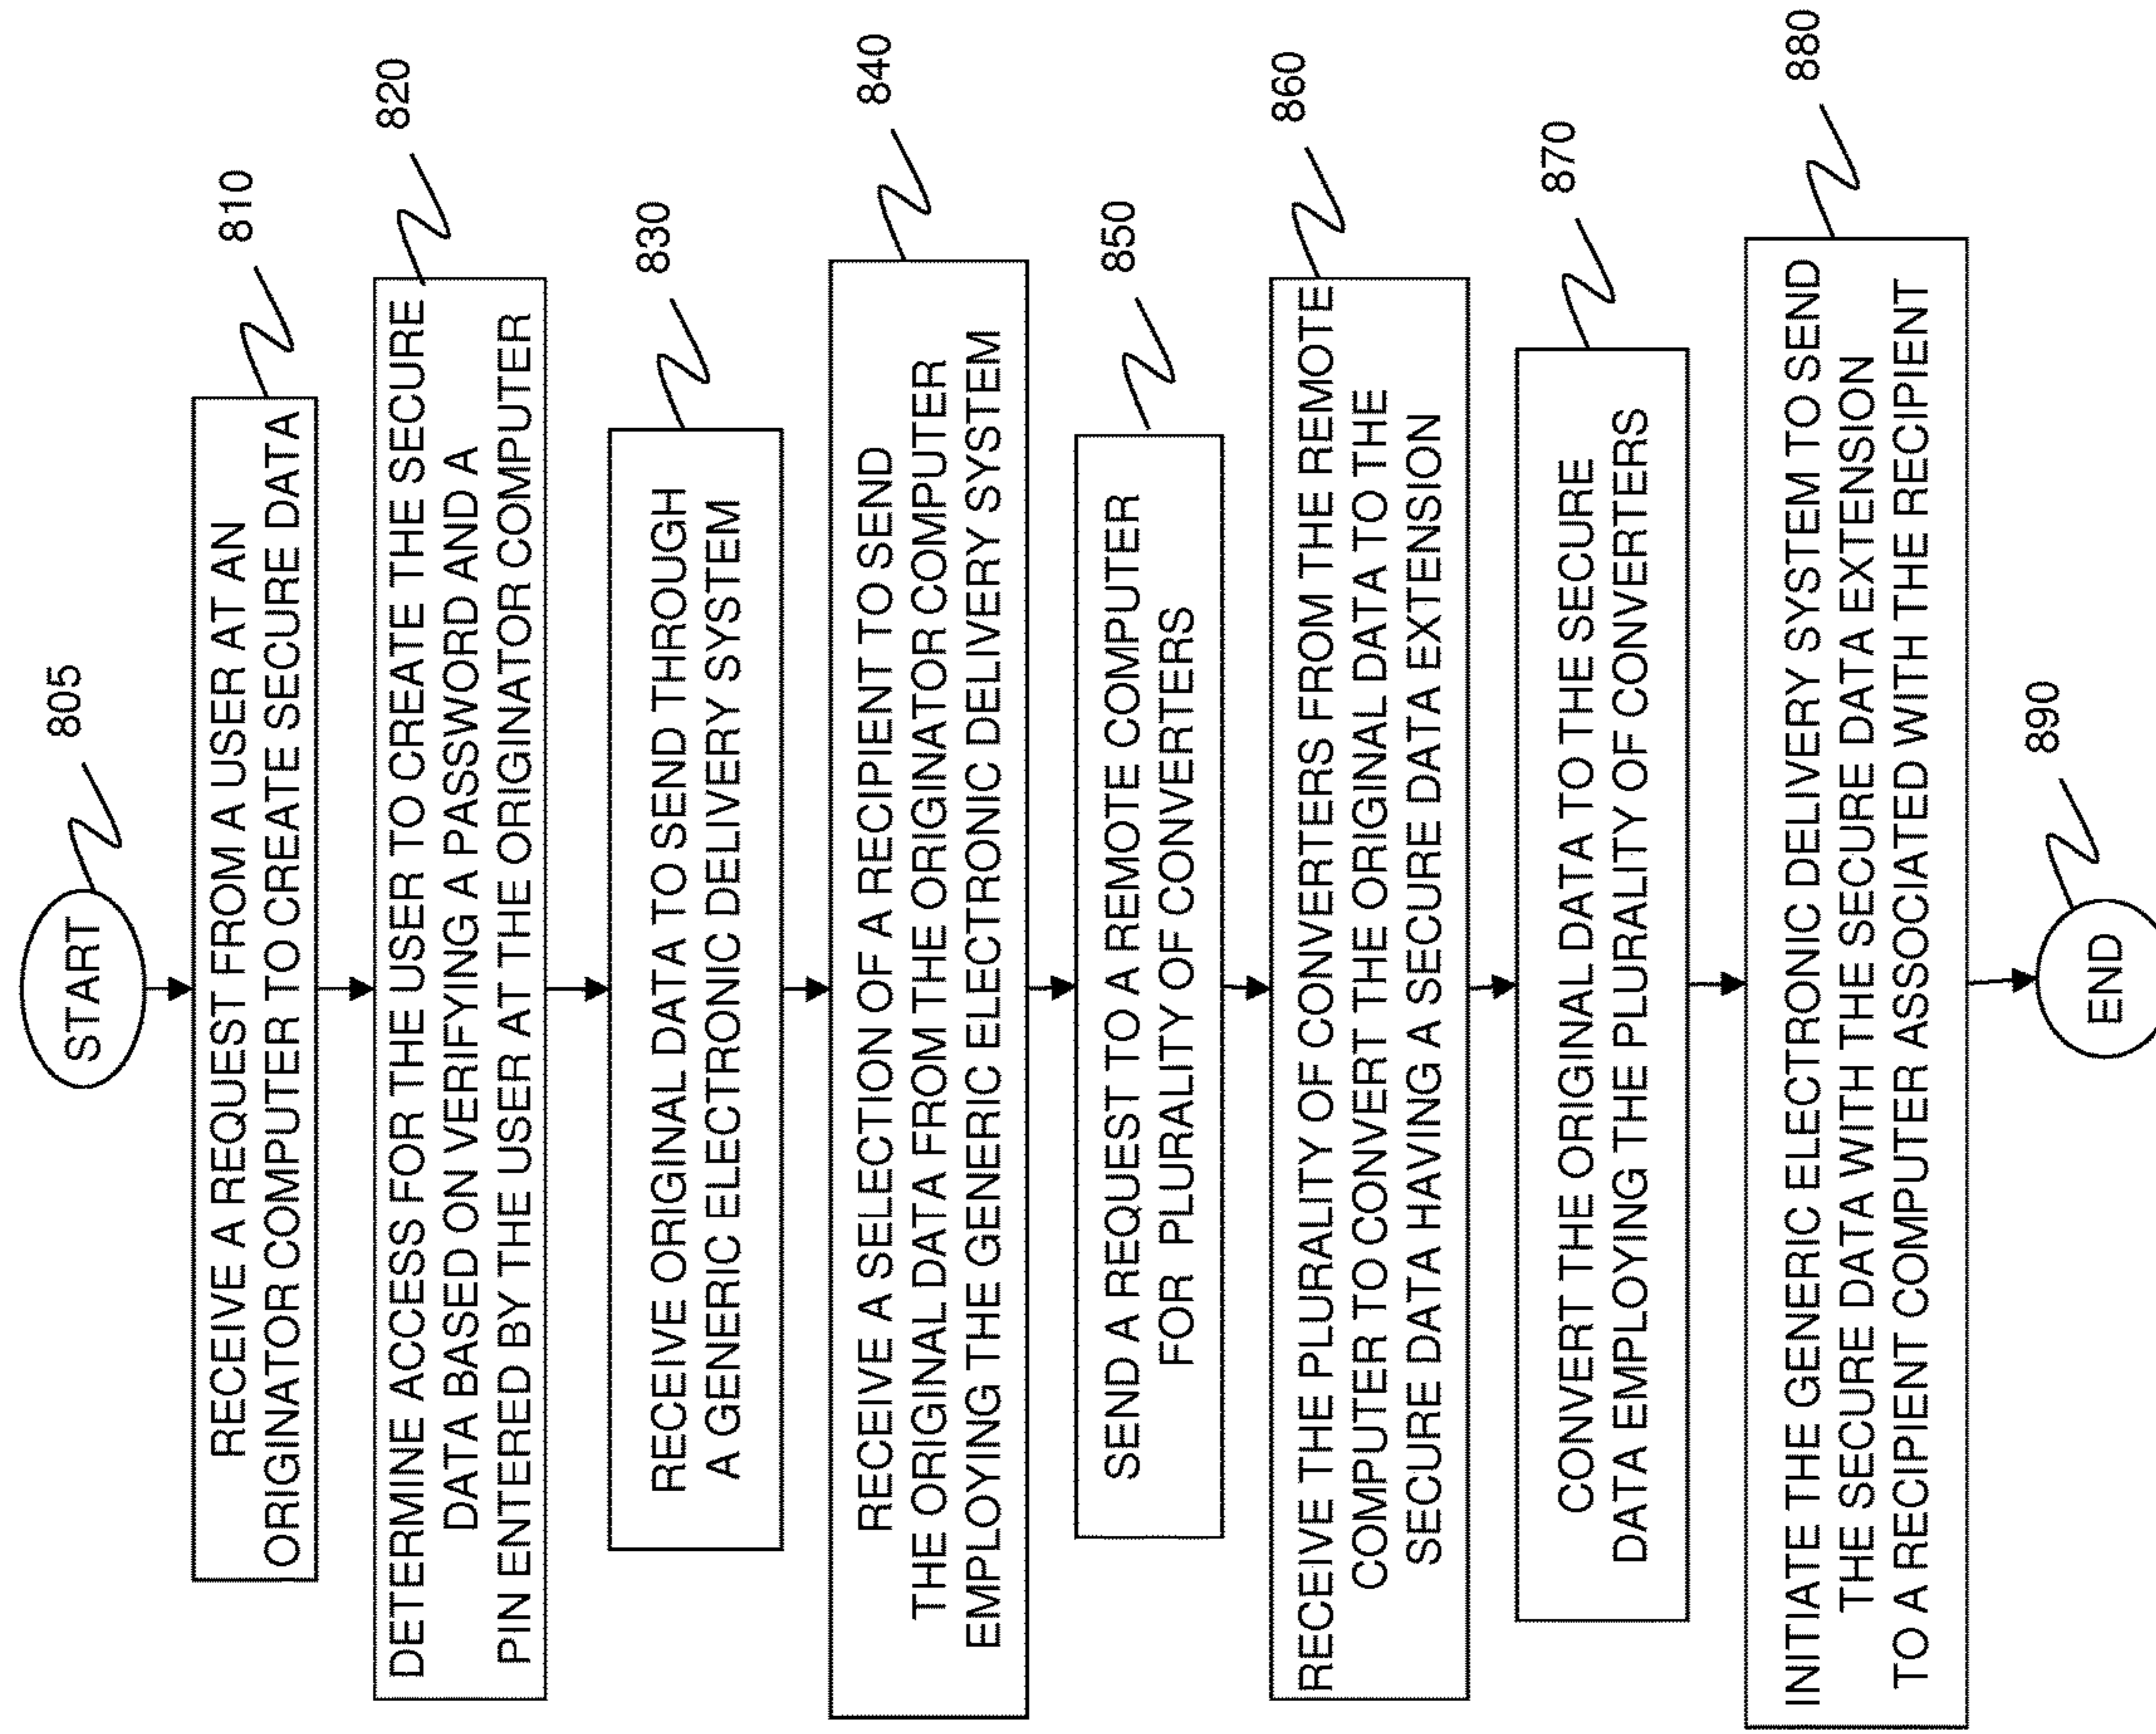 START
805
RECEIVE A REQUEST FROM A USER AT AN
ORIGINATOR COMPUTER TO CREATE SECURE DATA
810
DETERMINE ACCESS FOR THE USER TO CREATE THE SECURE
DATA BASED ON VERIFYING A PASSWORD AND A
PIN ENTERED BY THE USER AT THE ORIGINATOR COMPUTER
820
RECEIVE ORIGINAL DATA TO SEND THROUGH
A GENERIC ELECTRONIC DELIVERY SYSTEM
830
RECEIVE A SELECTION OF A RECIPIENT TO SEND
THE ORIGINAL DATA FROM THE ORIGINATOR COMPUTER
EMPLOYING THE GENERIC ELECTRONIC DELIVERY SYSTEM
840
SEND A REQUEST TO A REMOTE COMPUTER
FOR PLURALITY OF CONVERTERS
850
RECEIVE THE PLURALITY OF CONVERTERS FROM THE REMOTE
COMPUTER TO CONVERT THE ORIGINAL DATA TO THE
SECURE DATA HAVING A SECURE DATA EXTENSION
860
CONVERT THE ORIGINAL DATA TO THE SECURE
DATA EMPLOYING THE PLURALITY OF CONVERTERS
870
INITIATE THE GENERIC ELECTRONIC DELIVERY SYSTEM TO SEND
THE SECURE DATA WITH THE SECURE DATA EXTENSION
TO A RECIPIENT COMPUTER ASSOCIATED WITH THE RECIPIENT
880
END
890